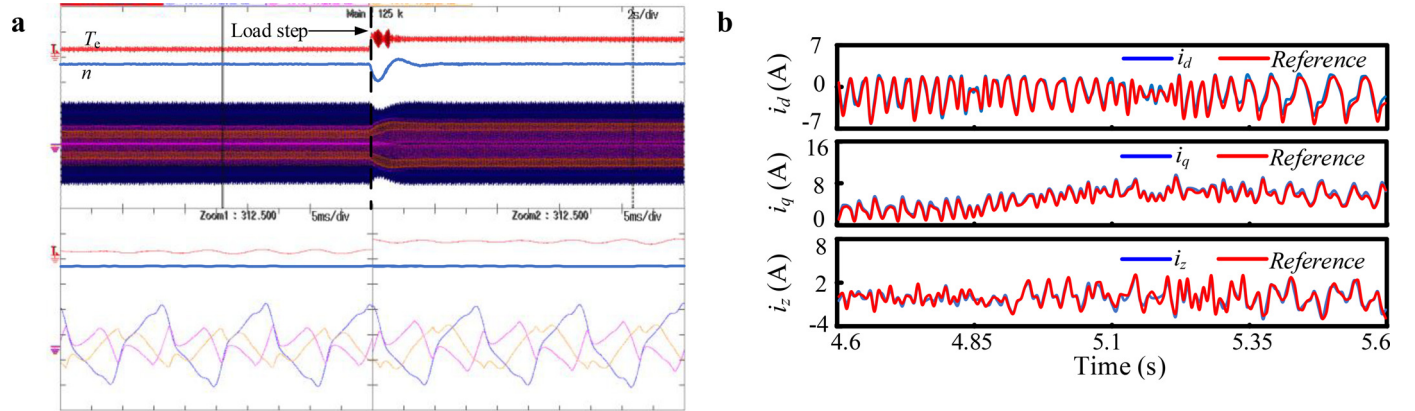 a
Main : 125 k
2s/div
Load step
Te
n
Zoom1 : 312.500
5ms/div
Zoom2 : 312.500
5ms/div
b
7
0
-7
id (A)
id
Reference
16
8
0
iq (A)
iq
Reference
8
2
-4
iz (A)
iz
Reference
4.6
4.85
5.1
5.35
5.6
Time (s)